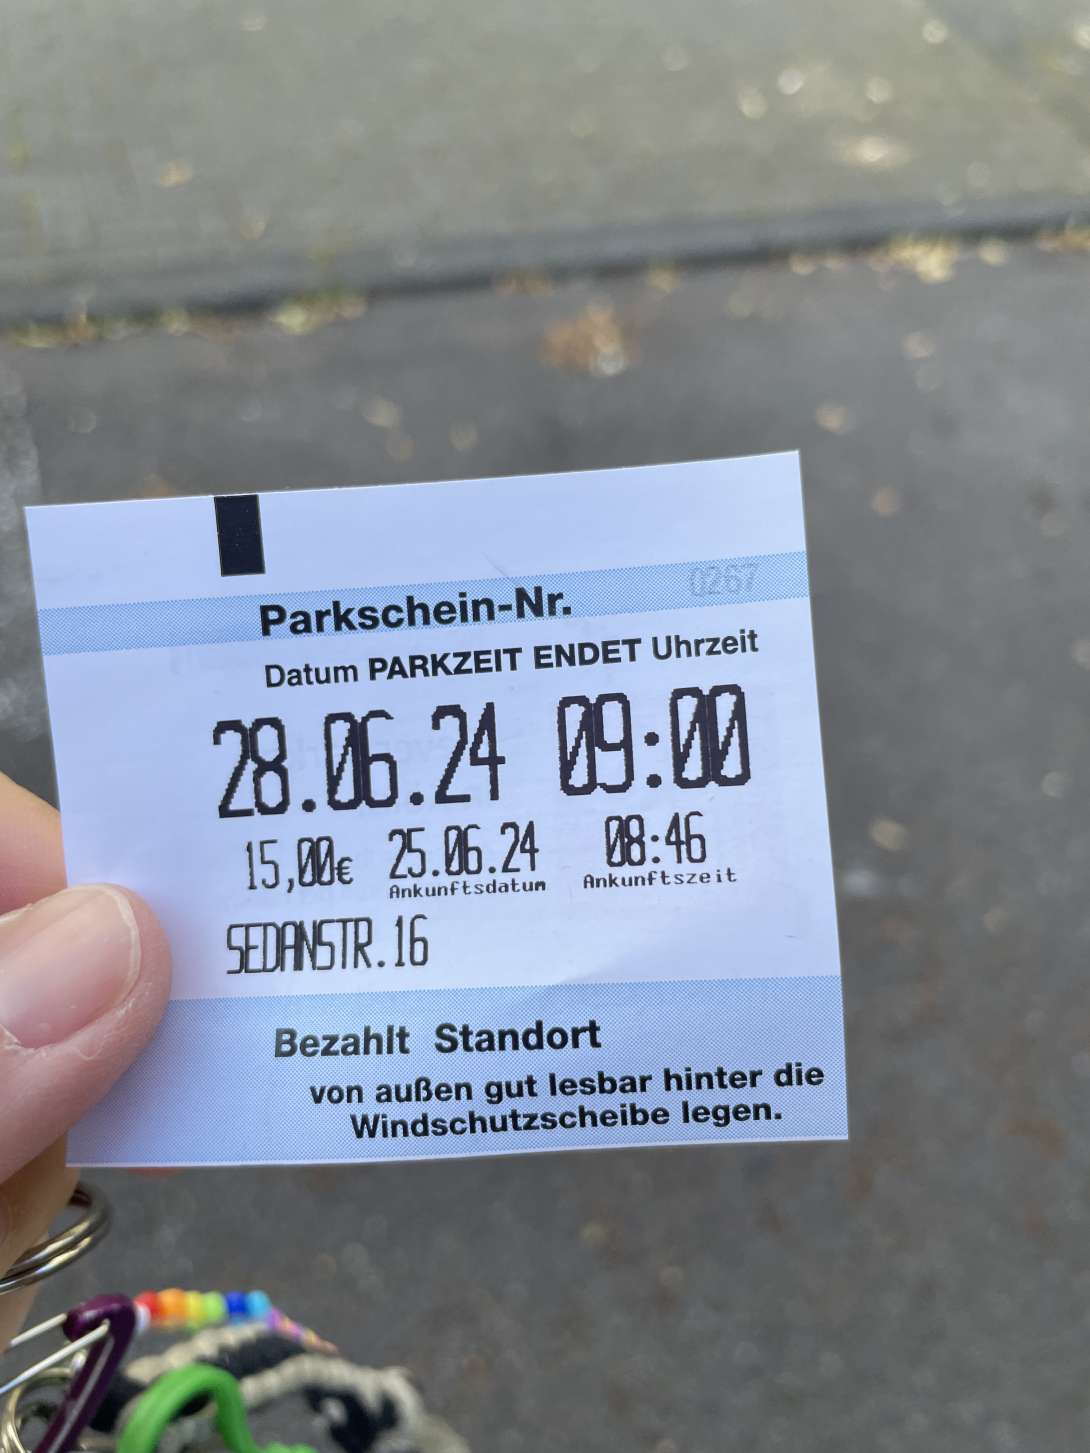 0267
Parkschein-Nr.
Datum PARKZEIT ENDET Uhrzeit
28.06.24 09:00
15,00€ 25.06.24 08:46
Ankunftsdatum Ankunftszeit
SEDANSTR.16
Bezahlt Standort
von außen gut lesbar hinter die
Windschutzscheibe legen.